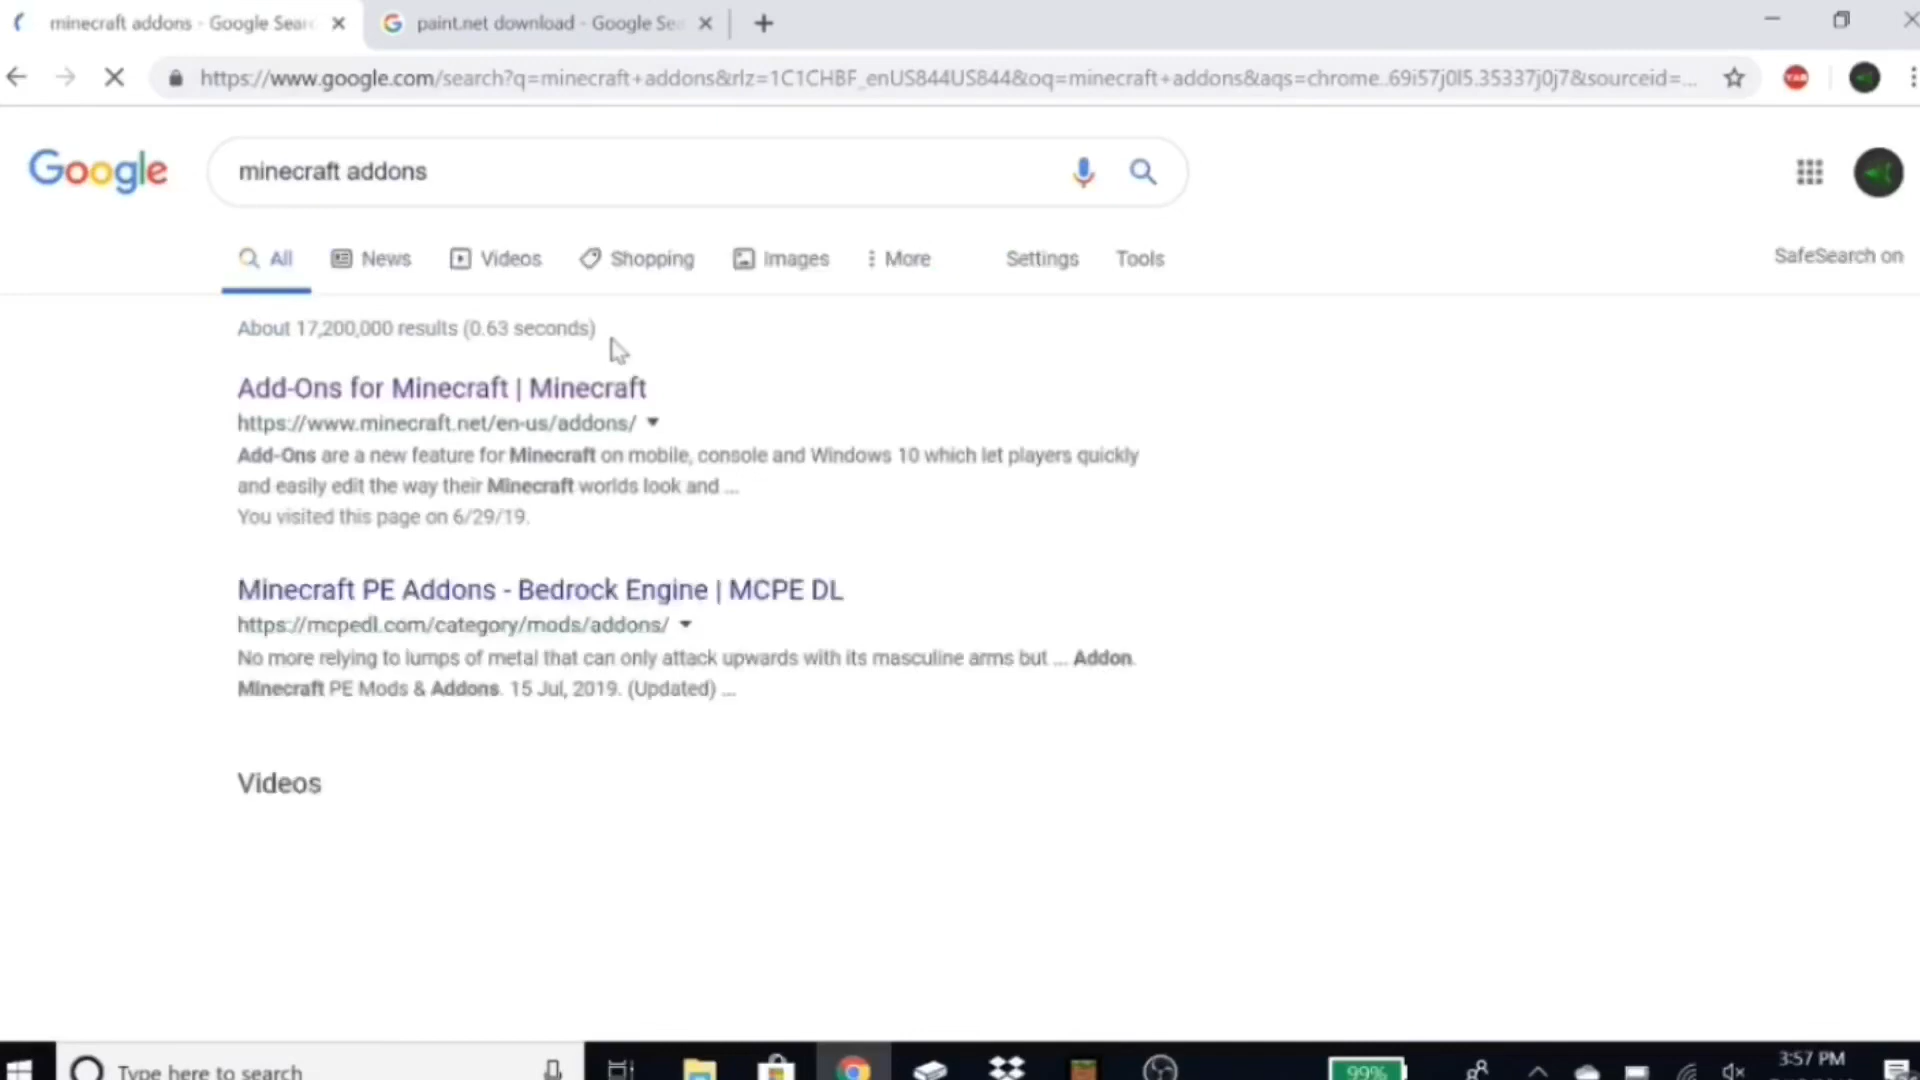 minecraft addons - Google Sear
paint.net download - Google Se
https://www.google.com/search?q=minecraft+addons&rlz=1C1CHBF_enUS844US844&oq=minecraft+addons&aqs=chrome..69i57j0l5.35337j0j7&sourceid=...
Google
minecraft addons
All News Videos Shopping Images More Settings Tools
SafeSearch on
About 17,200,000 results (0.63 seconds)
Add-Ons for Minecraft | Minecraft
https://www.minecraft.net/en-us/addons/
Add-Ons are a new feature for Minecraft on mobile, console and Windows 10 which let players quickly
and easily edit the way their Minecraft worlds look and ...
You visited this page on 6/29/19.
Minecraft PE Addons - Bedrock Engine | MCPE DL
https://mcpedl.com/category/mods/addons/
No more relying to lumps of metal that can only attack upwards with its masculine arms but ... Addon.
Minecraft PE Mods & Addons. 15 Jul, 2019. (Updated) ...
Videos
Type here to search
99%
3:57 PM